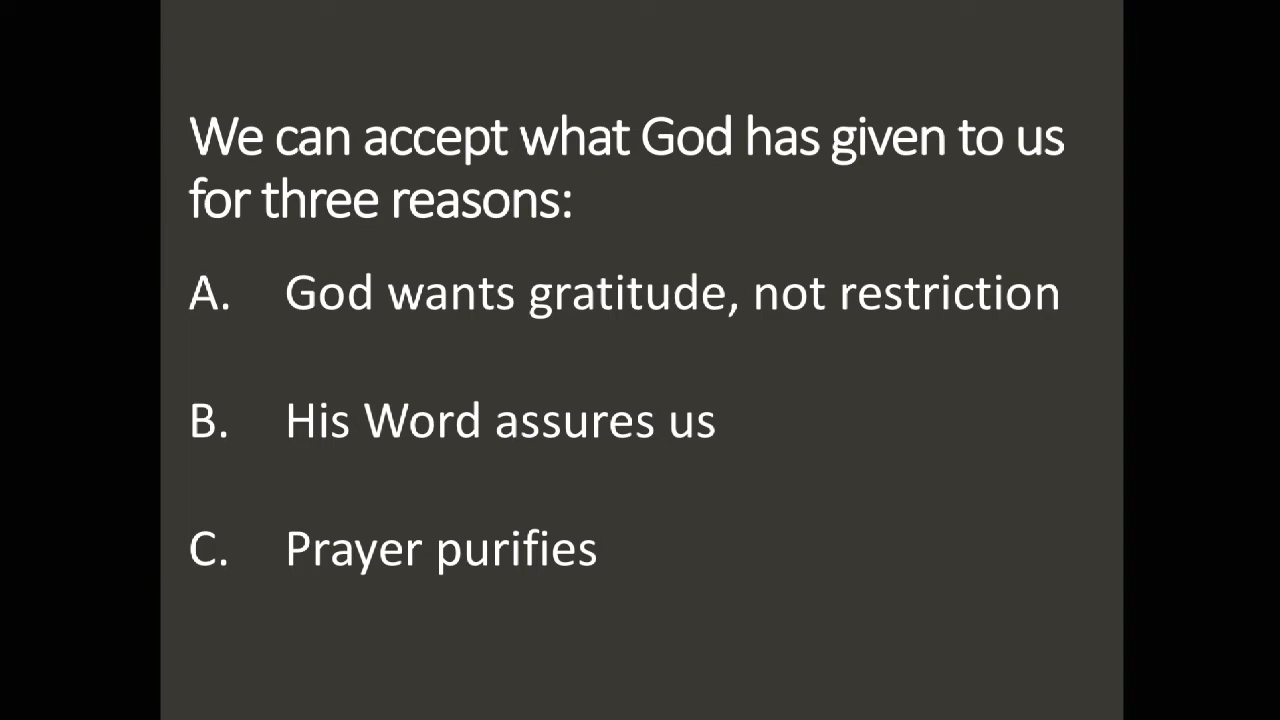 We can accept what God has given to us
for three reasons:
A. God wants gratitude, not restriction
B. His Word assures us
C. Prayer purifies